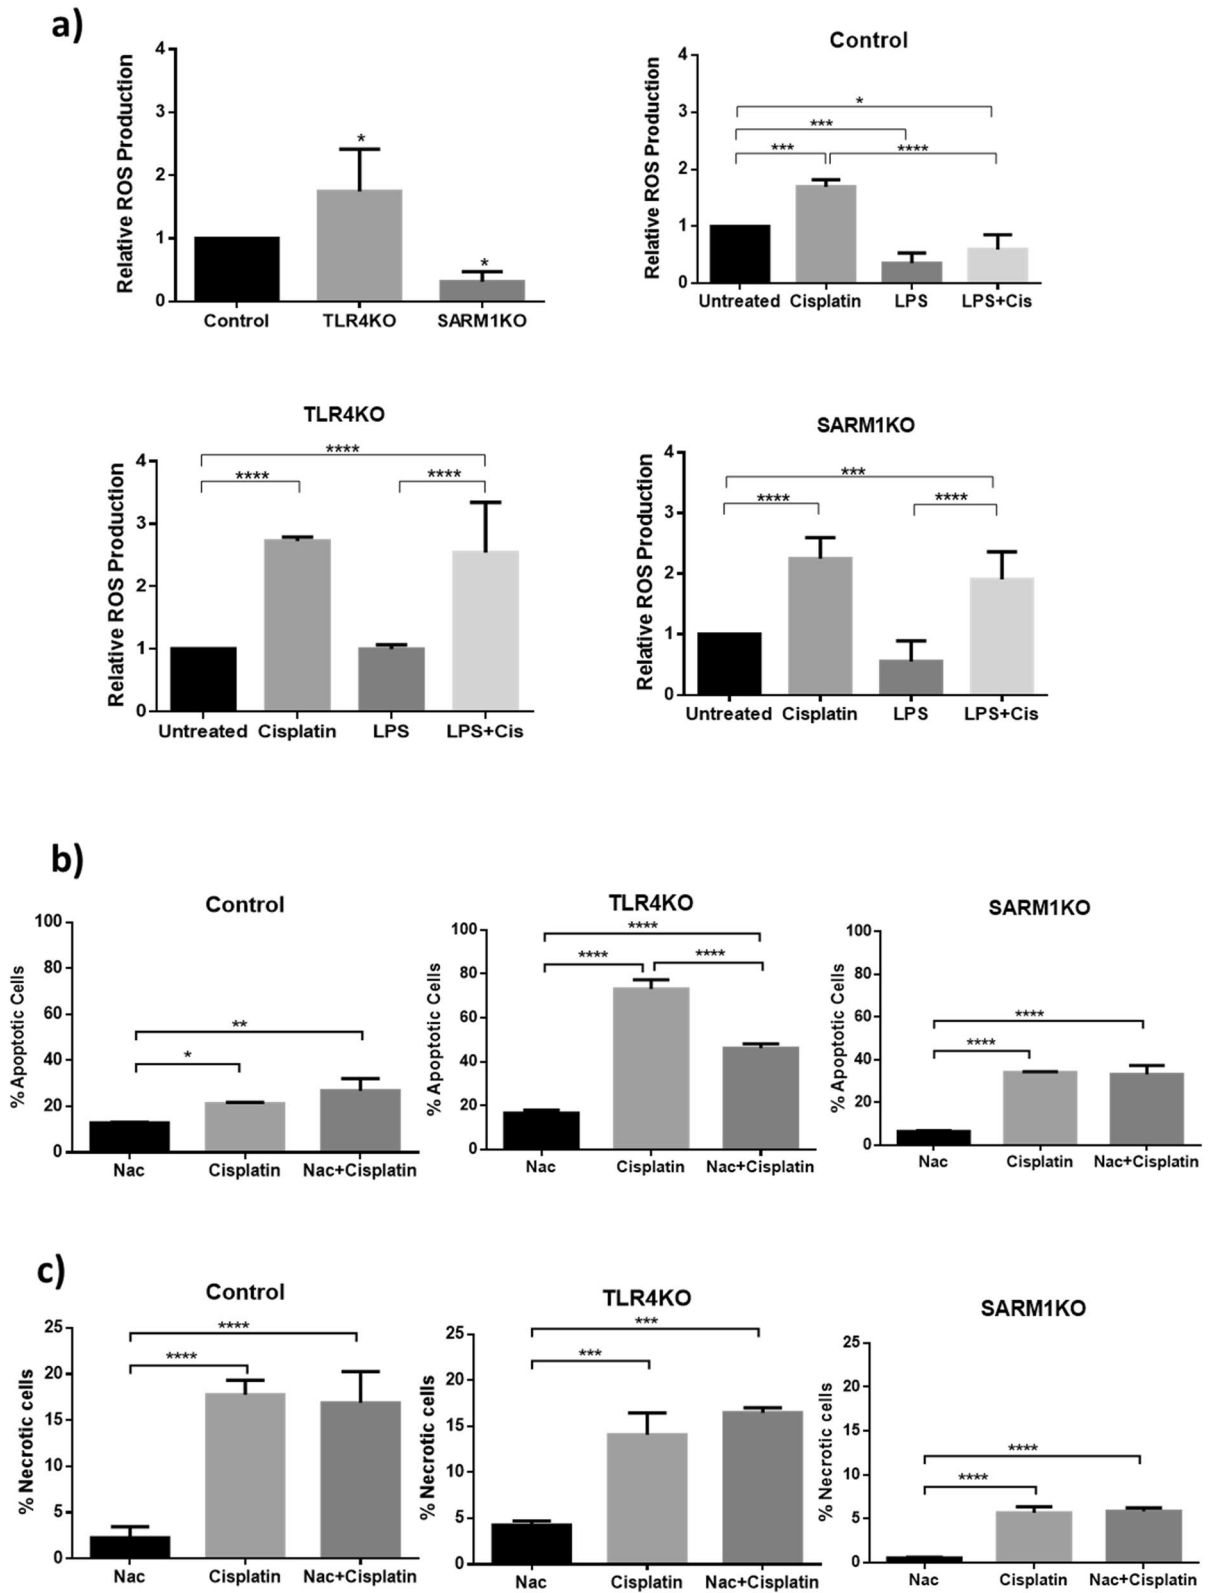 a)
4
3
2
1
0
Relative ROS Production
*
*
Control TLR4KO SARM1KO
Control
4
3
2
1
0
Relative ROS Production
*
***
*** ****
Untreated Cisplatin LPS LPS+Cis
TLR4KO
4
3
2
1
0
Relative ROS Production
****
**** ****
Untreated Cisplatin LPS LPS+Cis
SARM1KO
4
3
2
1
0
Relative ROS Production
***
**** ****
Untreated Cisplatin LPS LPS+Cis
b)
Control
100
80
60
40
20
0
% Apoptotic Cells
**
*
Nac Cisplatin Nac+Cisplatin
TLR4KO
100
80
60
40
20
0
% Apoptotic Cells
****
**** ****
Nac Cisplatin Nac+Cisplatin
SARM1KO
100
80
60
40
20
0
% Apoptotic Cells
****
****
Nac Cisplatin Nac+Cisplatin
c)
Control
25
20
15
10
5
0
% Necrotic cells
****
****
Nac Cisplatin Nac+Cisplatin
TLR4KO
25
20
15
10
5
0
% Necrotic cells
***
***
Nac Cisplatin Nac+Cisplatin
SARM1KO
25
20
15
10
5
0
% Necrotic cells
****
****
Nac Cisplatin Nac+Cisplatin